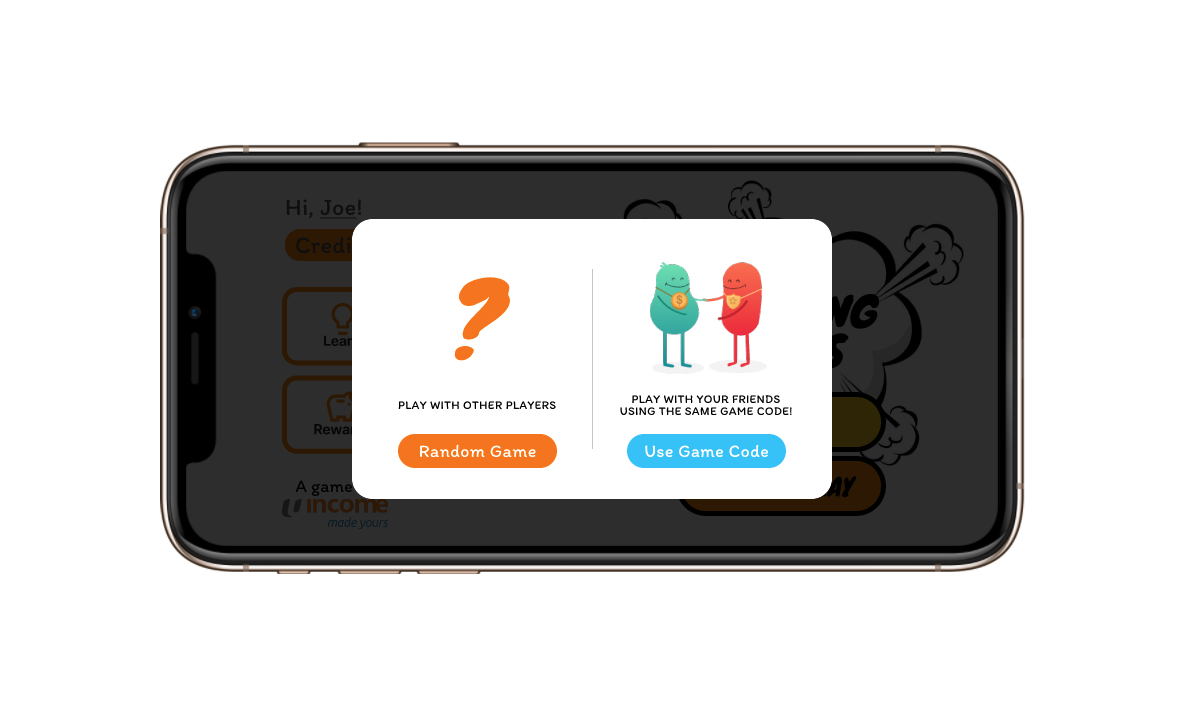 Hi, Joe!
Credi
Lear
Rewar
A game
income
made yours
PLAY WITH OTHER PLAYERS
Random Game
PLAY WITH YOUR FRIENDS
USING THE SAME GAME CODE!
Use Game Code
NG
S
AY